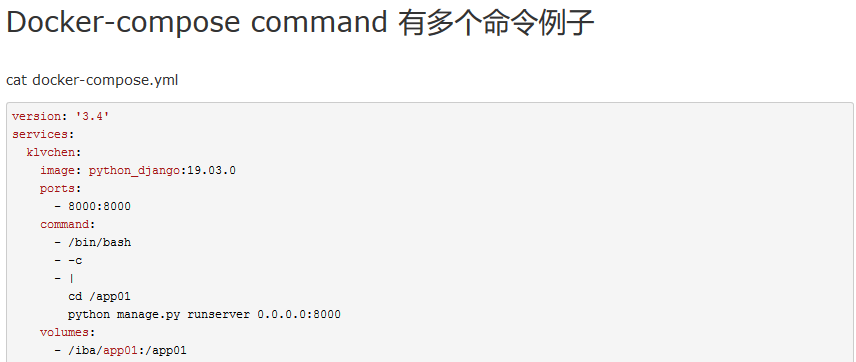 Docker-compose command 有多个命令例子
cat docker-compose.yml
version: '3.4'
services:
  klvchen:
    image: python_django:19.03.0
    ports:
      - 8000:8000
    command:
      - /bin/bash
      - -c
      - |
        cd /app01
        python manage.py runserver 0.0.0.0:8000
    volumes:
      - /iba/app01:/app01